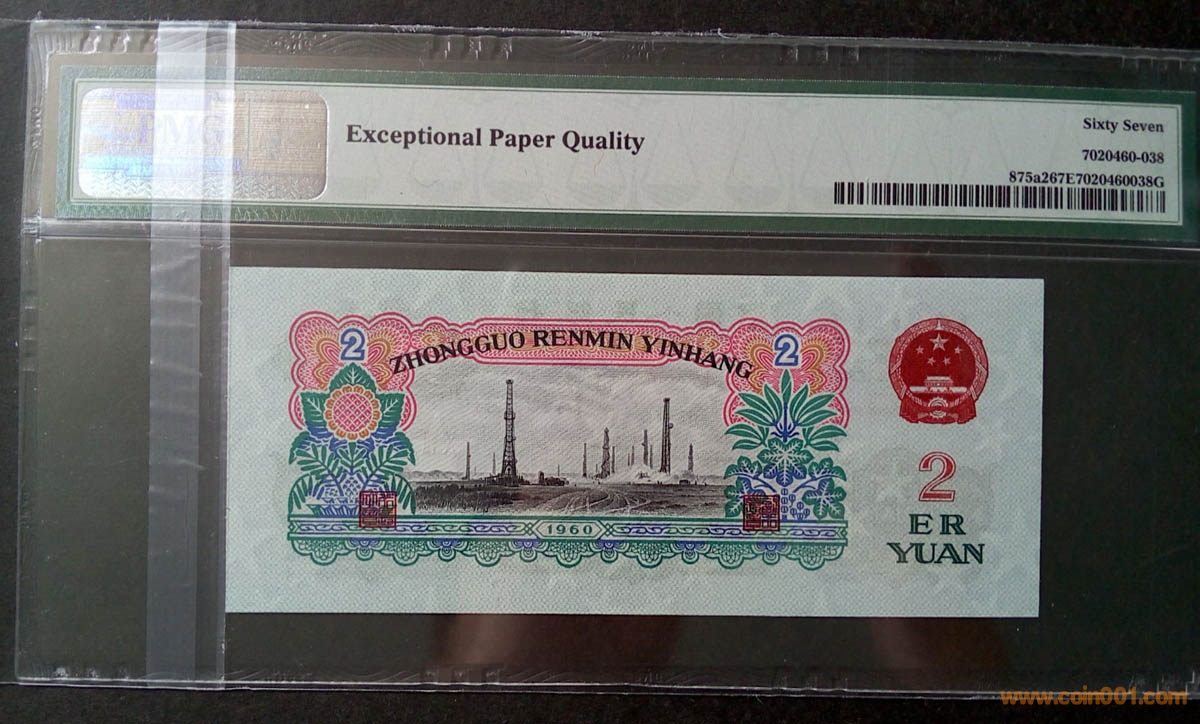 PMG
Exceptional Paper Quality
Sixty Seven
7020460-038
875a267E7020460038G
2
2
ZHONGGUO RENMIN YINHANG
1960
2
ER
YUAN
www.coin001.com